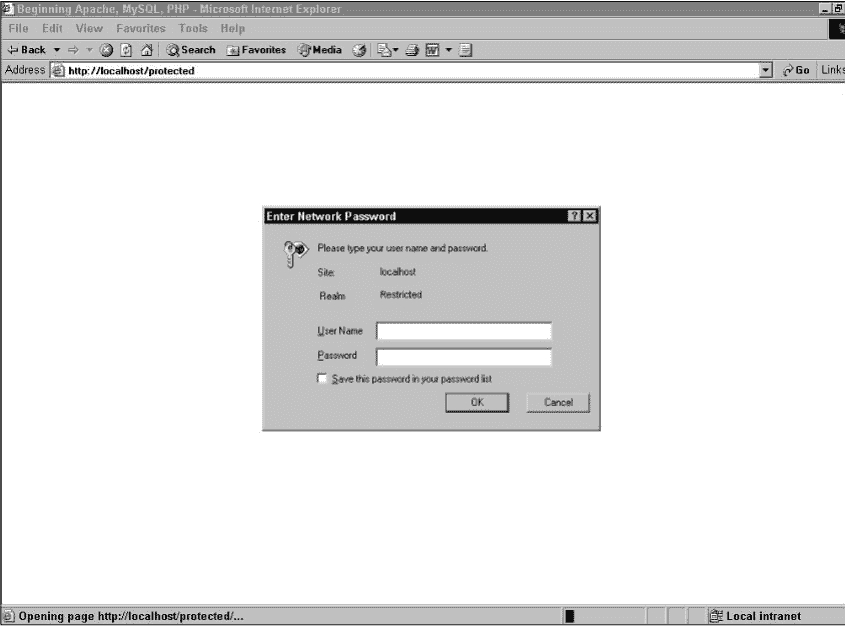 Beginning Apache, MySQL, PHP - Microsoft Internet Explorer
File Edit View Favorites Tools Help
Back Search Favorites Media
Address http://localhost/protected Go Links
Enter Network Password
Please type your user name and password.
Site: localhost
Realm Restricted
User Name
Password
Save this password in your password list
OK Cancel
Opening page http://localhost/protected/... Local intranet